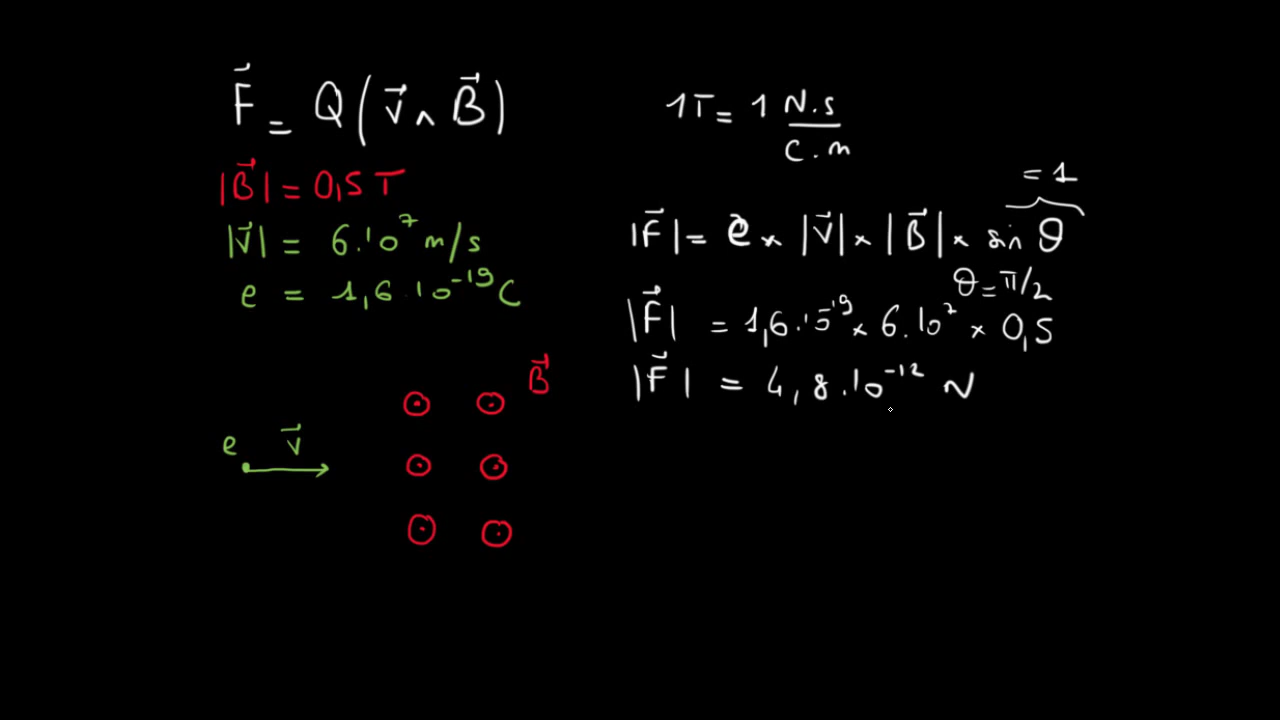 F⃗ = Q(v⃗ ∧ B⃗)
|B⃗| = 0,5 T
|v⃗| = 6.10⁷ m/s
e = 1,6.10⁻¹⁹ C
B⃗
e v⃗
1T = 1 N.s / C.m
= 1
|F⃗| = e × |v⃗| × |B⃗| × sin θ
θ = π/2
|F⃗| = 1,6.10⁻¹⁹ × 6.10⁷ × 0,5
|F⃗| = 4,8.10⁻¹² N